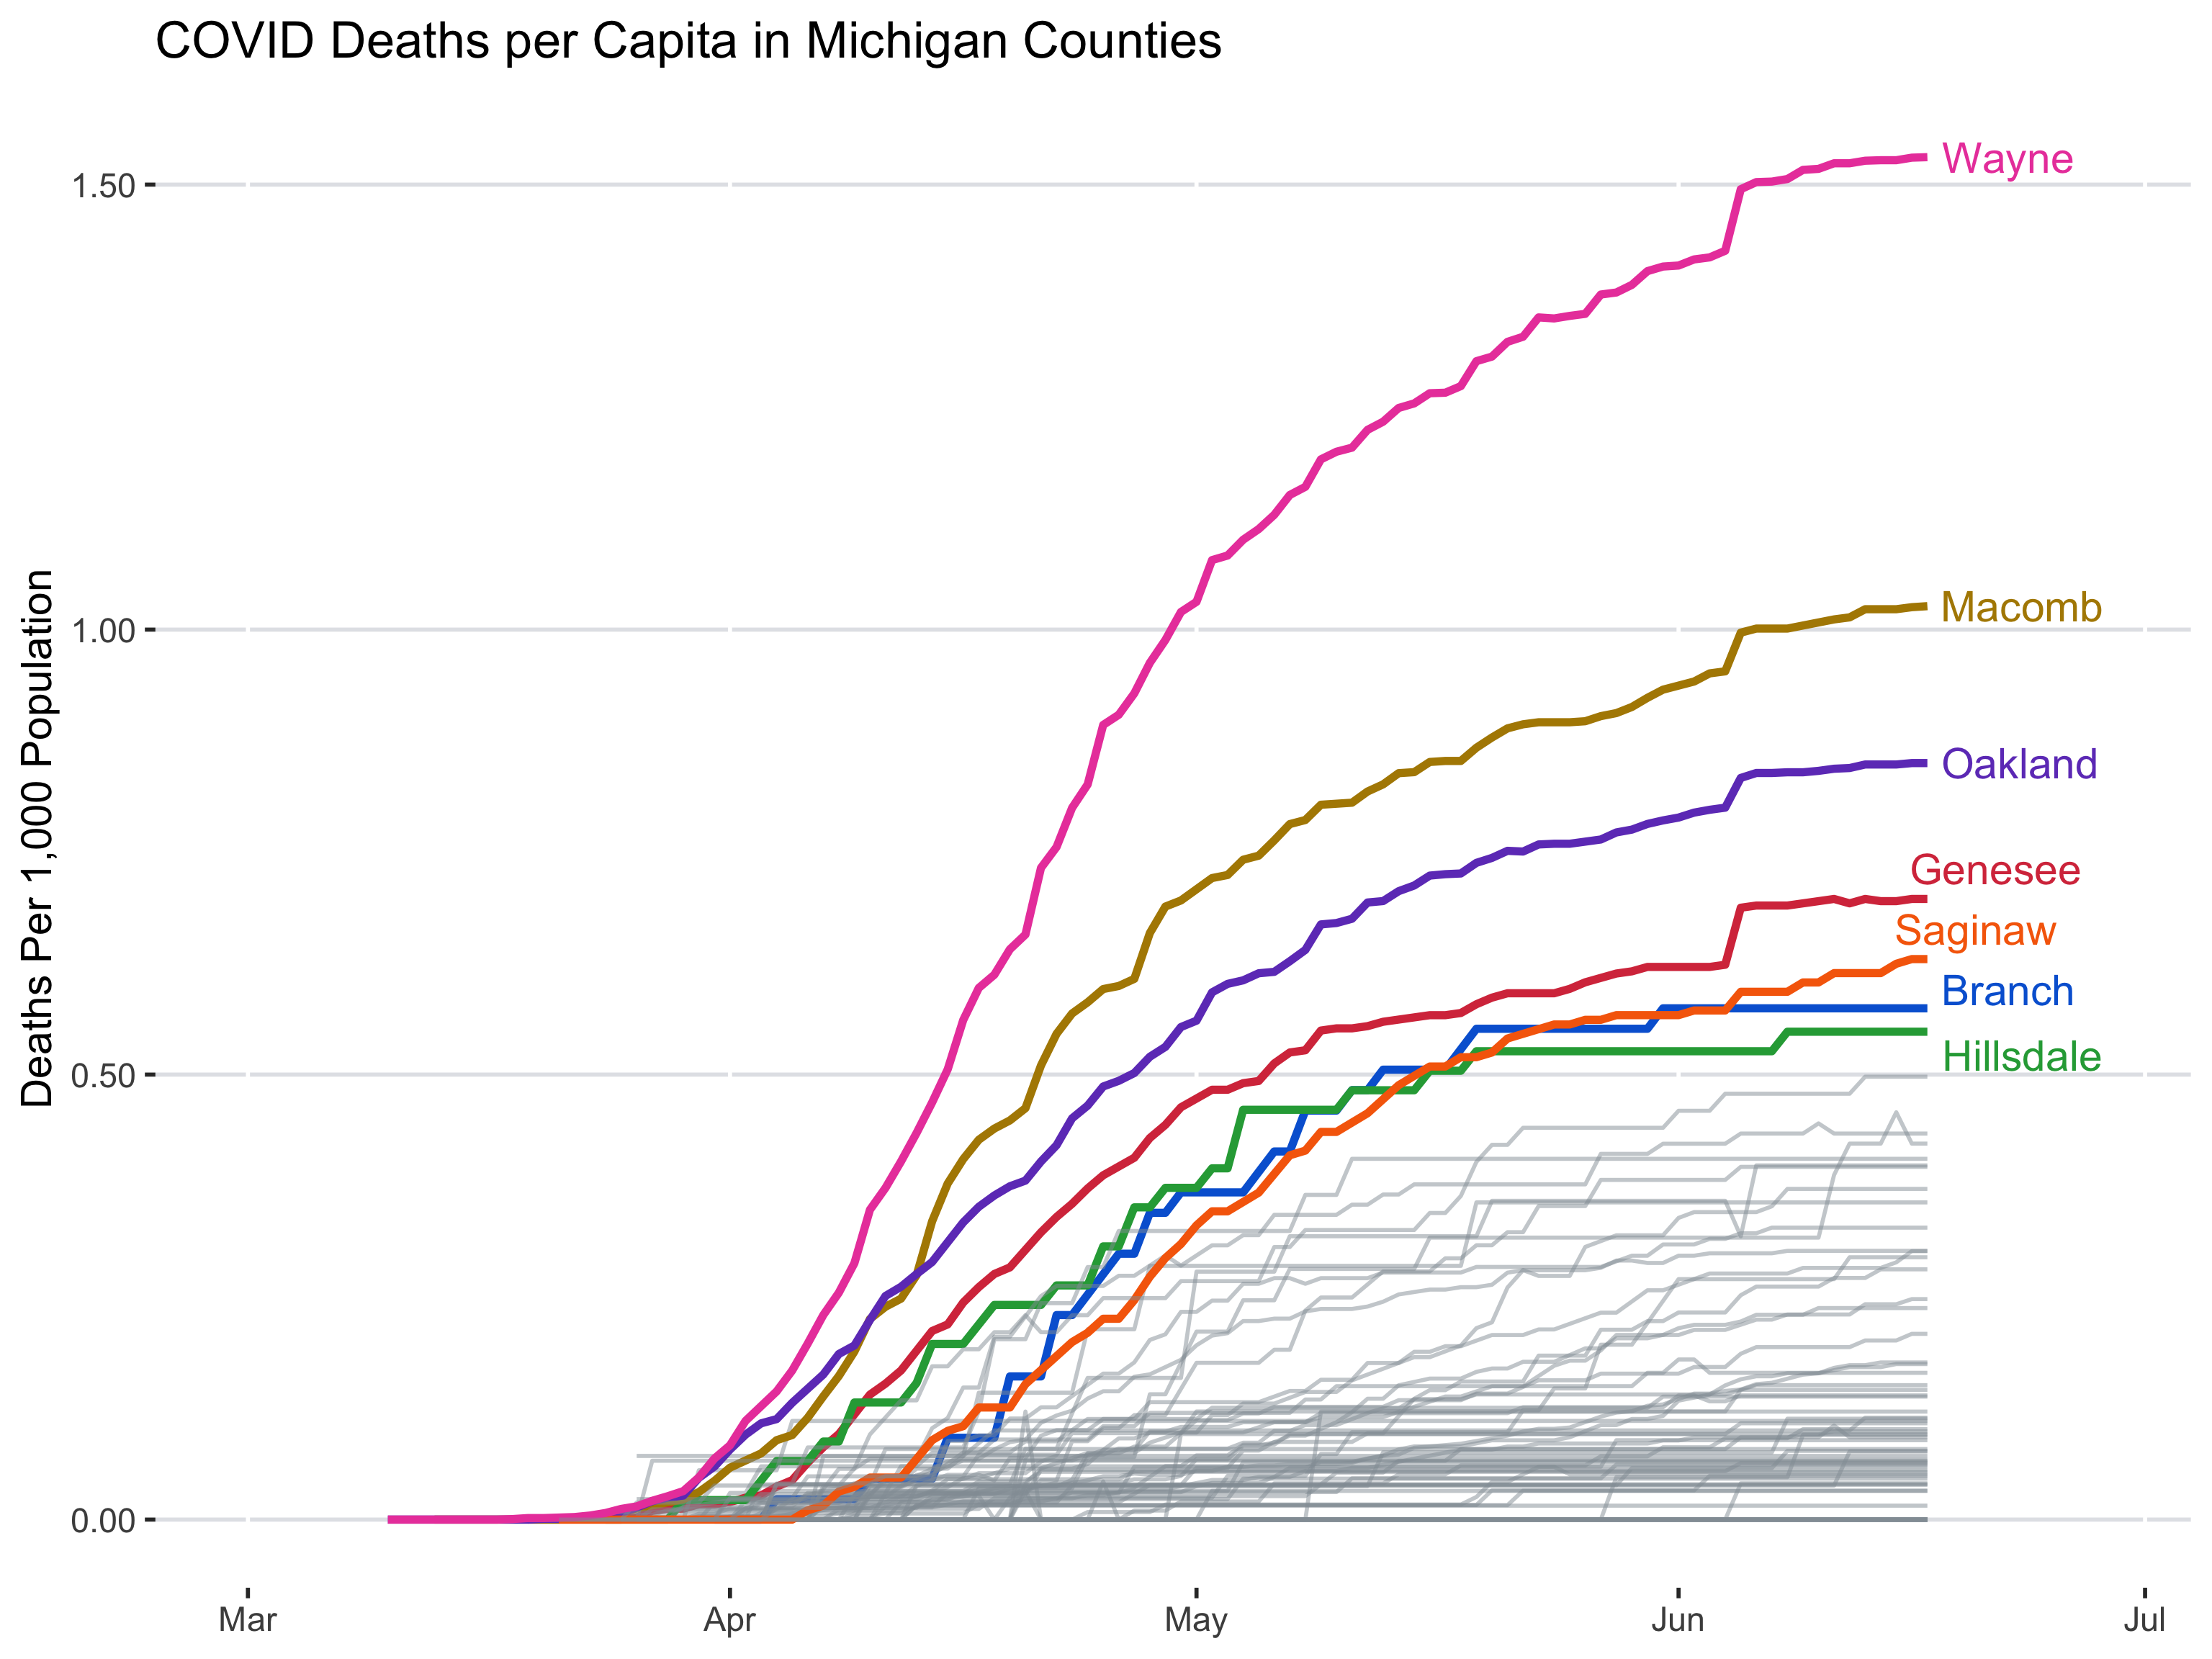 COVID Deaths per Capita in Michigan Counties
Deaths Per 1,000 Population
1.50
1.00
0.50
0.00
Wayne
Macomb
Oakland
Genesee
Saginaw
Branch
Hillsdale
Mar
Apr
May
Jun
Jul